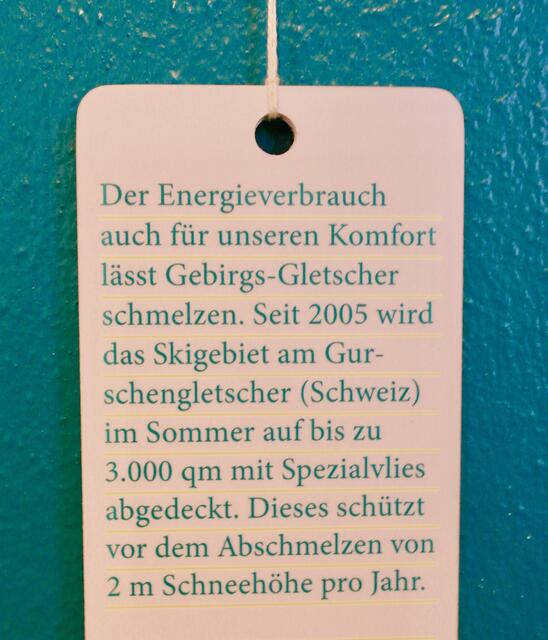 Der Energieverbrauch
auch für unseren Komfort
lässt Gebirgs-Gletscher
schmelzen. Seit 2005 wird
das Skigebiet am Gur-
schengletscher (Schweiz)
im Sommer auf bis zu
3.000 qm mit Spezialvlies
abgedeckt. Dieses schützt
vor dem Abschmelzen von
2 m Schneehöhe pro Jahr.